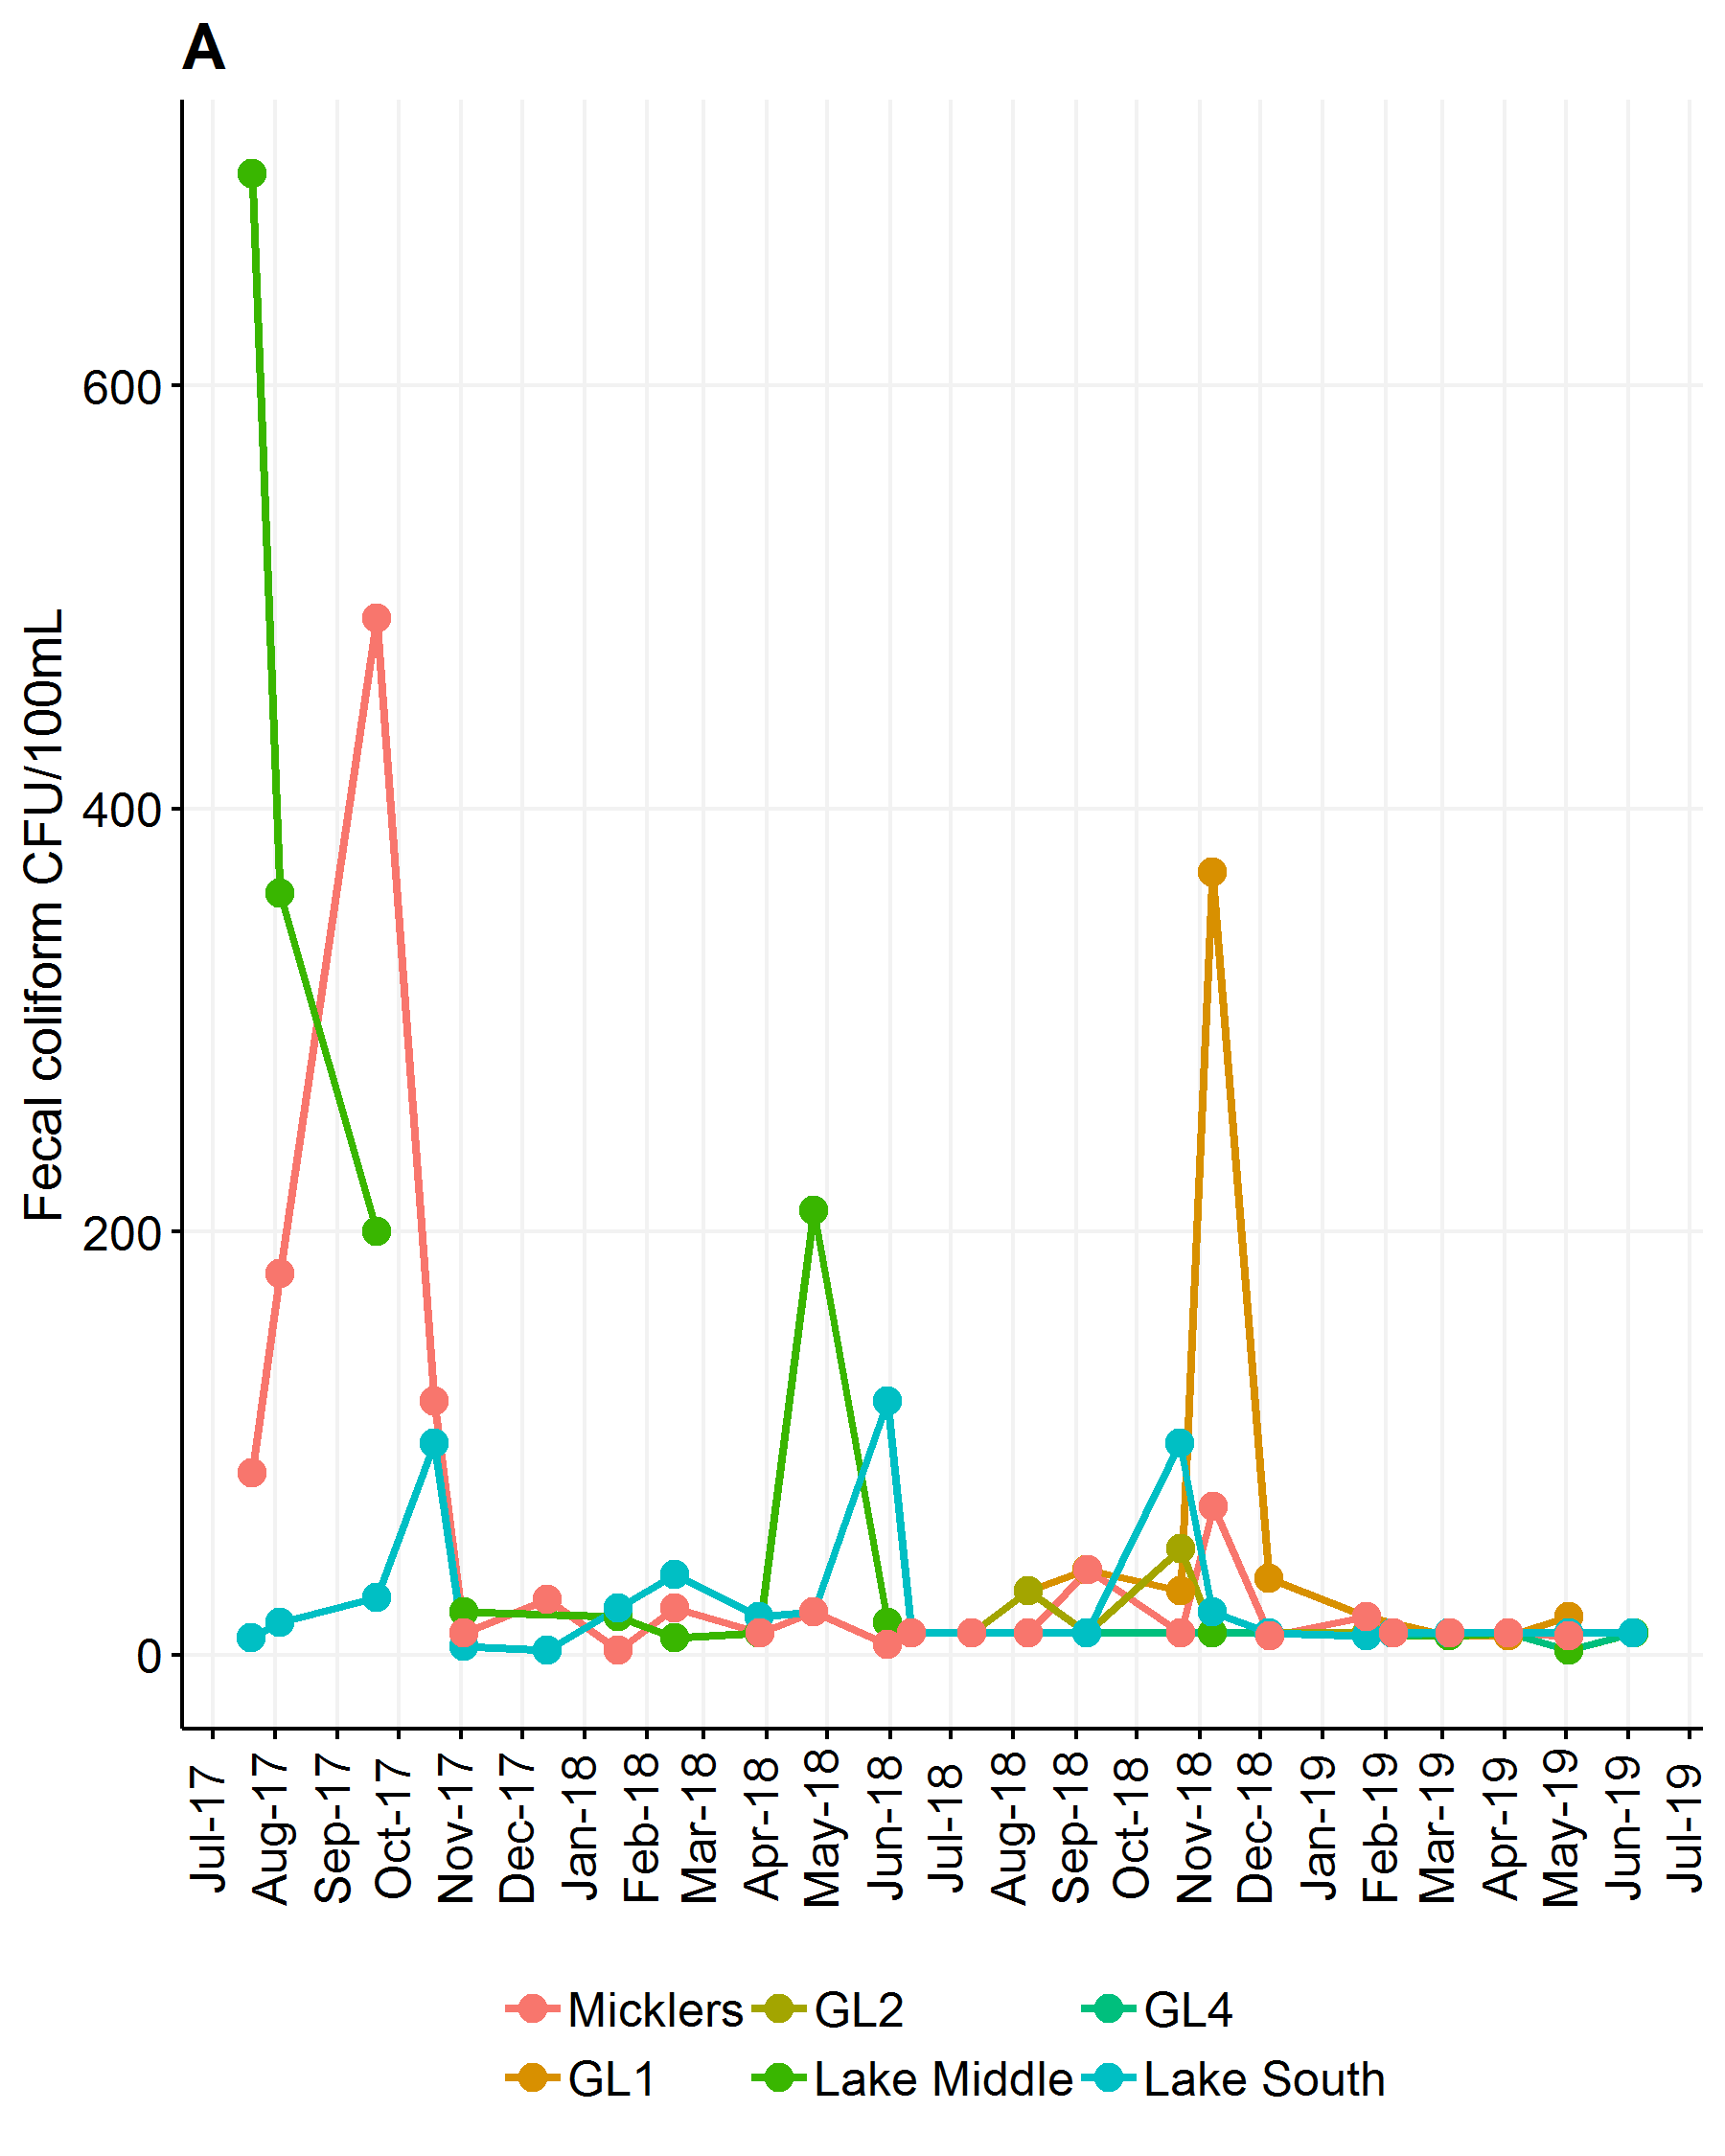 A
Fecal coliform CFU/100mL
600
400
200
0
Jul-17
Aug-17
Sep-17
Oct-17
Nov-17
Dec-17
Jan-18
Feb-18
Mar-18
Apr-18
May-18
Jun-18
Jul-18
Aug-18
Sep-18
Oct-18
Nov-18
Dec-18
Jan-19
Feb-19
Mar-19
Apr-19
May-19
Jun-19
Jul-19
Micklers GL2 GL4
GL1 Lake Middle Lake South